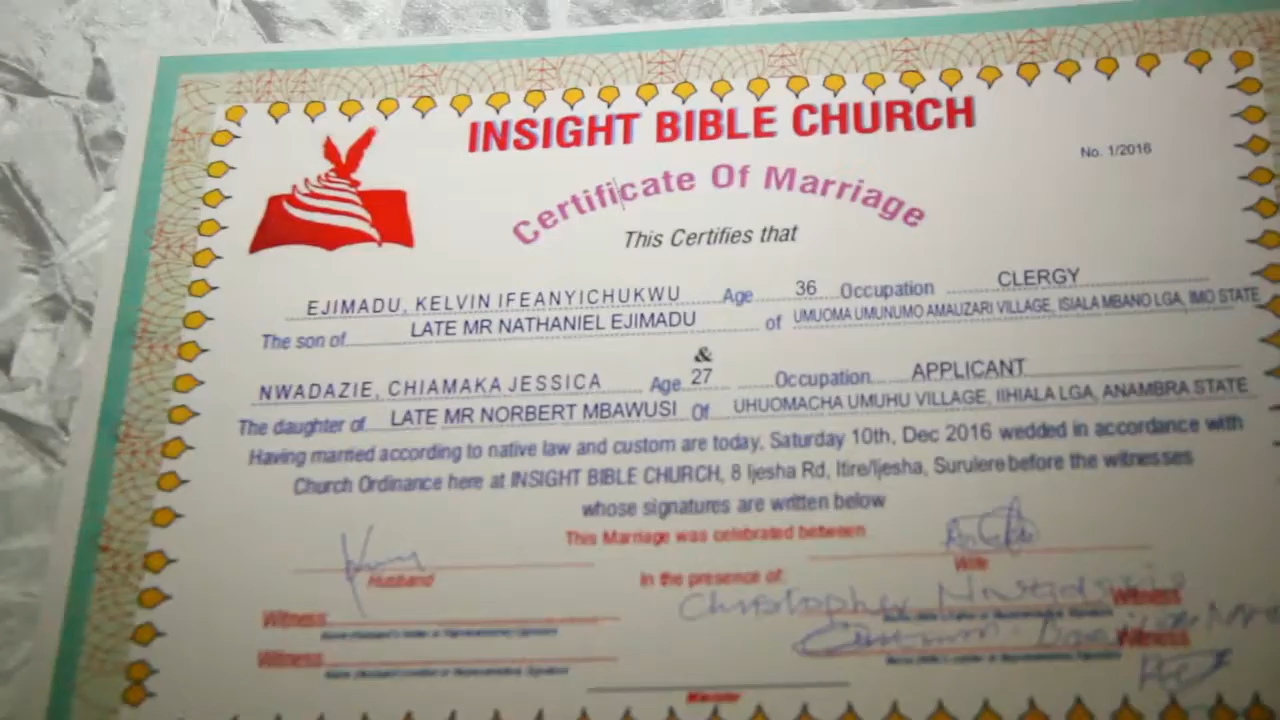 INSIGHT BIBLE CHURCH
No. 1/2016
Certificate Of Marriage
This Certifies that
EJIMADU, KELVIN IFEANYICHUKWU Age 36 Occupation CLERGY
The son of LATE MR NATHANIEL EJIMADU of UMUOMA UMUNUMO AMAUZARI VILLAGE, ISIALA MBANO LGA, IMO STATE
&
NWADAZIE, CHIAMAKA JESSICA Age 27 Occupation APPLICANT
The daughter of LATE MR NORBERT MBAWUSI Of UHUOMACHA UMUHU VILLAGE, IIHIALA LGA, ANAMBRA STATE
Having married according to native law and custom are today, Saturday 10th, Dec 2016 wedded in accordance with
Church Ordinance here at INSIGHT BIBLE CHURCH, 8 Ijesha Rd, Itire/Ijesha, Surulere before the witnesses
whose signatures are written below
This Marriage was celebrated between
Husband Wife
In the presence of:
Christopher
Witness Witness
Witness Witness
Minister